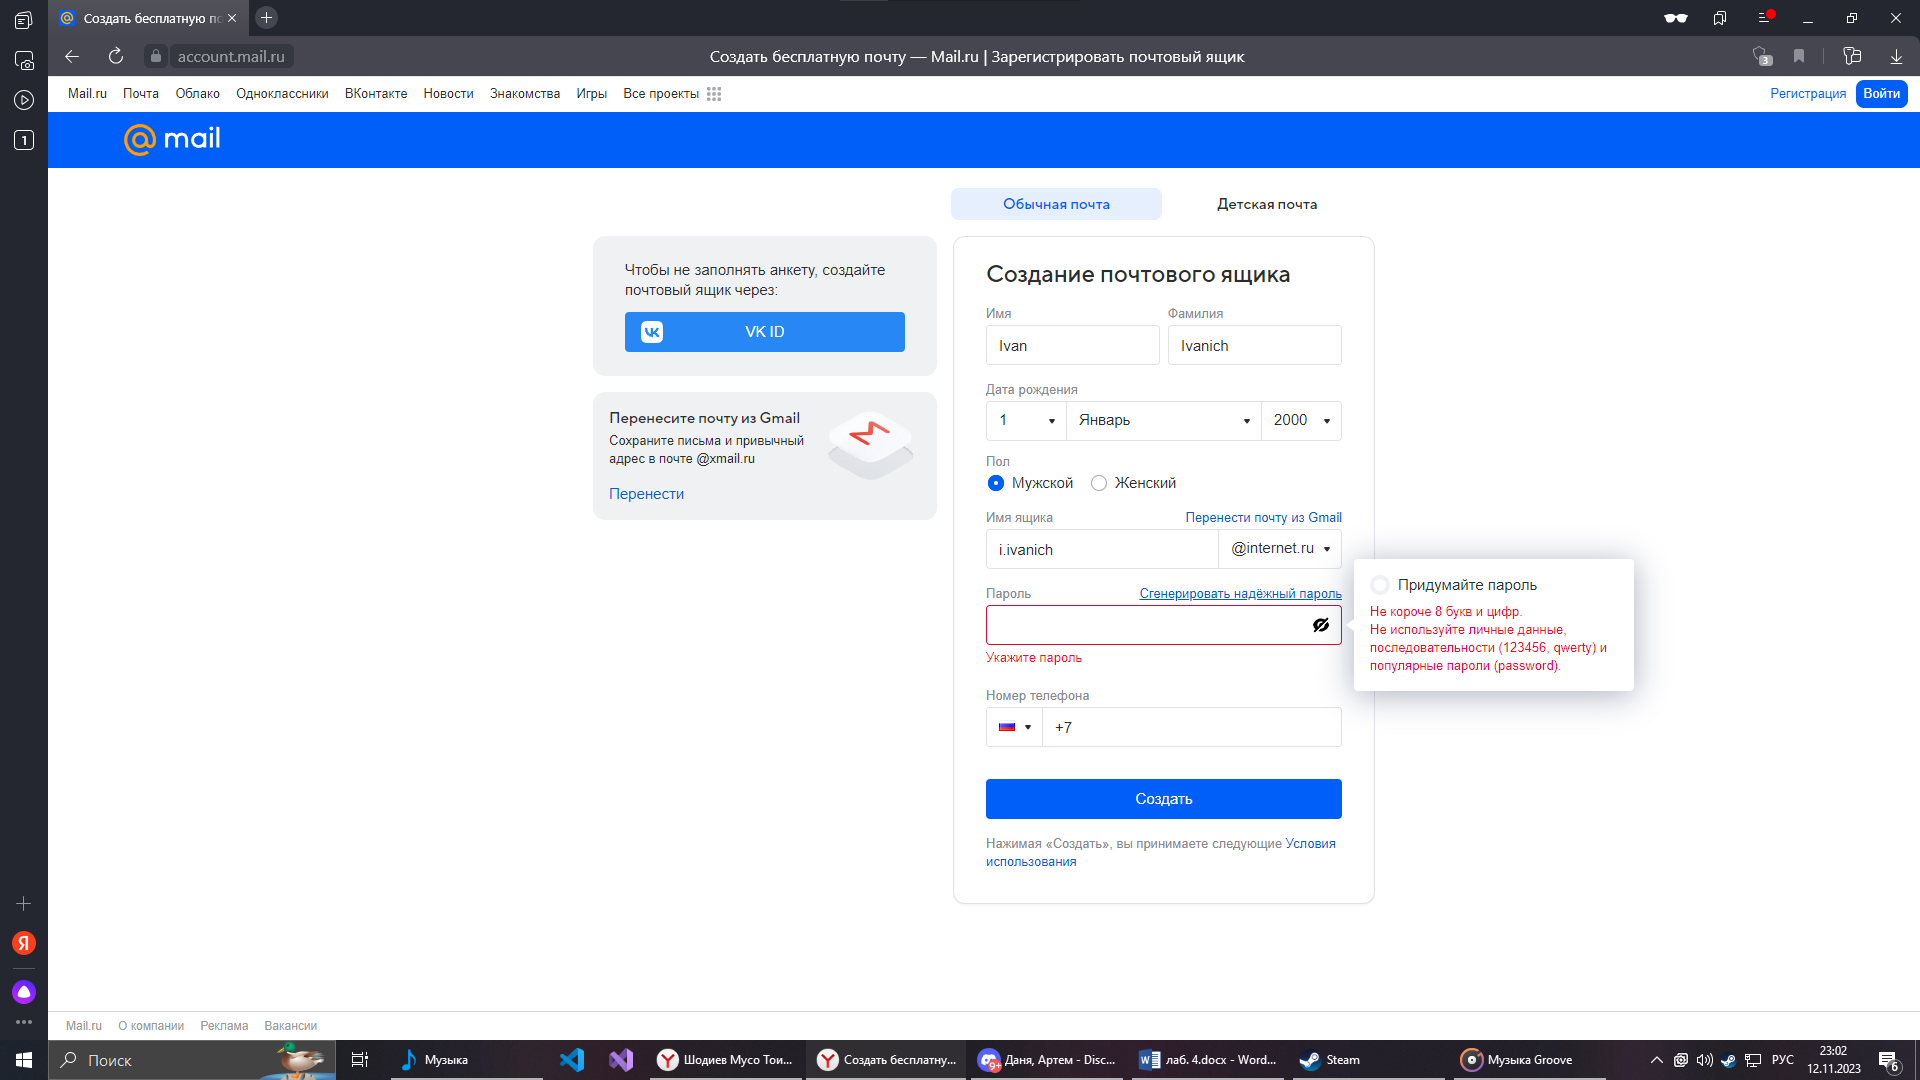 Создать бесплатную по
account.mail.ru
Создать бесплатную почту — Mail.ru | Зарегистрировать почтовый ящик
3
1
Mail.ru Почта Облако Одноклассники ВКонтакте Новости Знакомства Игры Все проекты
Регистрация Войти
@mail
Обычная почта Детская почта
Чтобы не заполнять анкету, создайте
почтовый ящик через:
VK ID
Перенесите почту из Gmail
Сохраните письма и привычный
адрес в почте @xmail.ru
Перенести
Создание почтового ящика
Имя Фамилия
Ivan Ivanich
Дата рождения
1 Январь 2000
Пол
Мужской Женский
Имя ящика Перенести почту из Gmail
i.ivanich @internet.ru
Пароль Сгенерировать надёжный пароль
Укажите пароль
Придумайте пароль
Не короче 8 букв и цифр.
Не используйте личные данные,
последовательности (123456, qwerty) и
популярные пароли (password).
Номер телефона
+7
Создать
Нажимая «Создать», вы принимаете следующие Условия
использования
Я
Mail.ru О компании Реклама Вакансии
Поиск
Музыка
Шодиев Мусо Тои...
Создать бесплатну...
9+
Даня, Артем - Disc...
лаб. 4.docx - Word...
Steam
Музыка Groove
РУС
23:02
12.11.2023
6